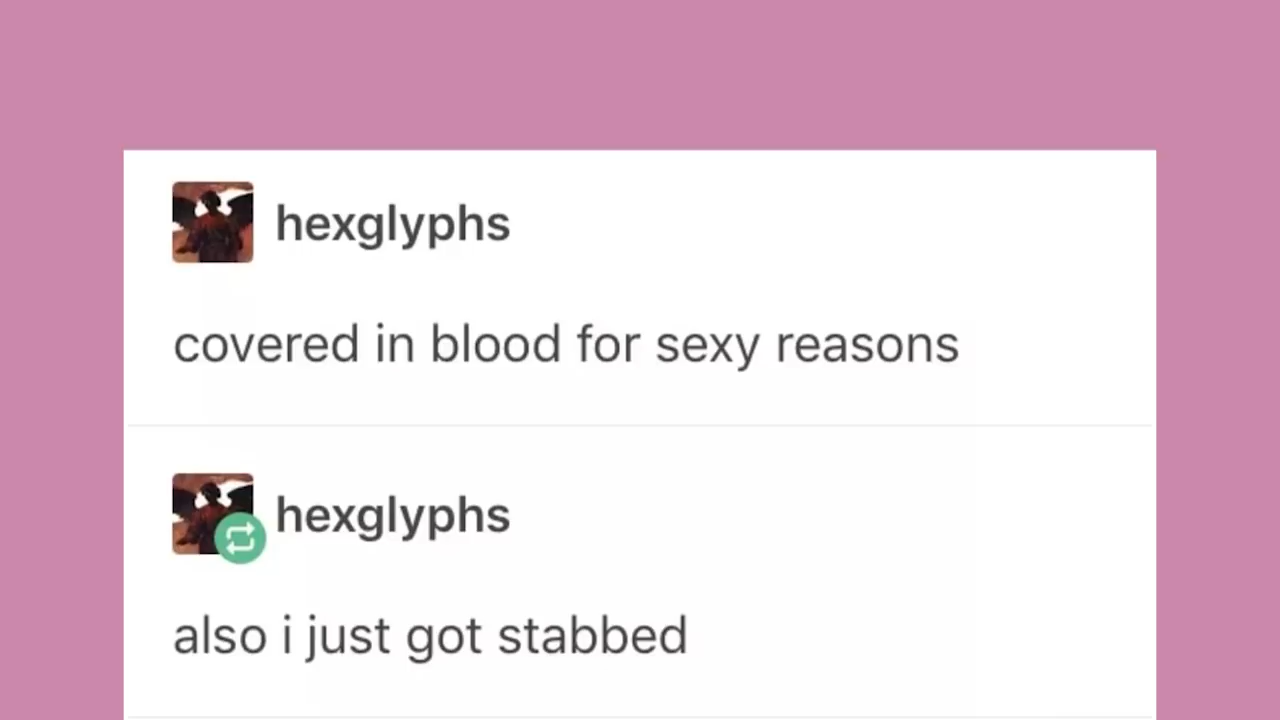 hexglyphs
covered in blood for sexy reasons
hexglyphs
also i just got stabbed